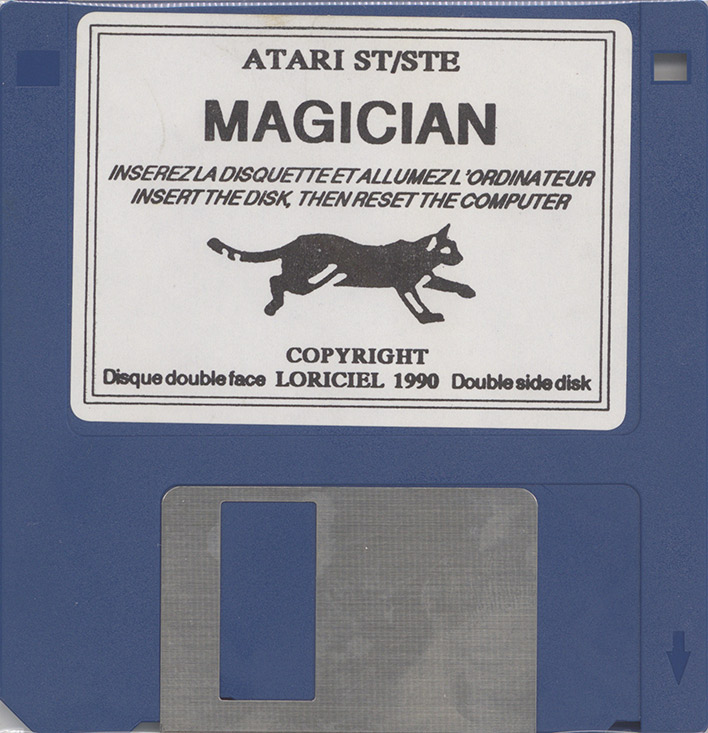 ATARI ST/STE
MAGICIAN
INSEREZ LA DISQUETTE ET ALLUMEZ L'ORDINATEUR
INSERT THE DISK, THEN RESET THE COMPUTER
COPYRIGHT
Disque double face LORICIEL 1990 Double side disk